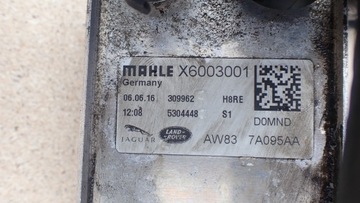 MAHLE X6003001
Germany
06.06.16 309962 H8RE
12:08 5304448 S1
D0MND
JAGUAR LAND ROVER AW83 7A095AA